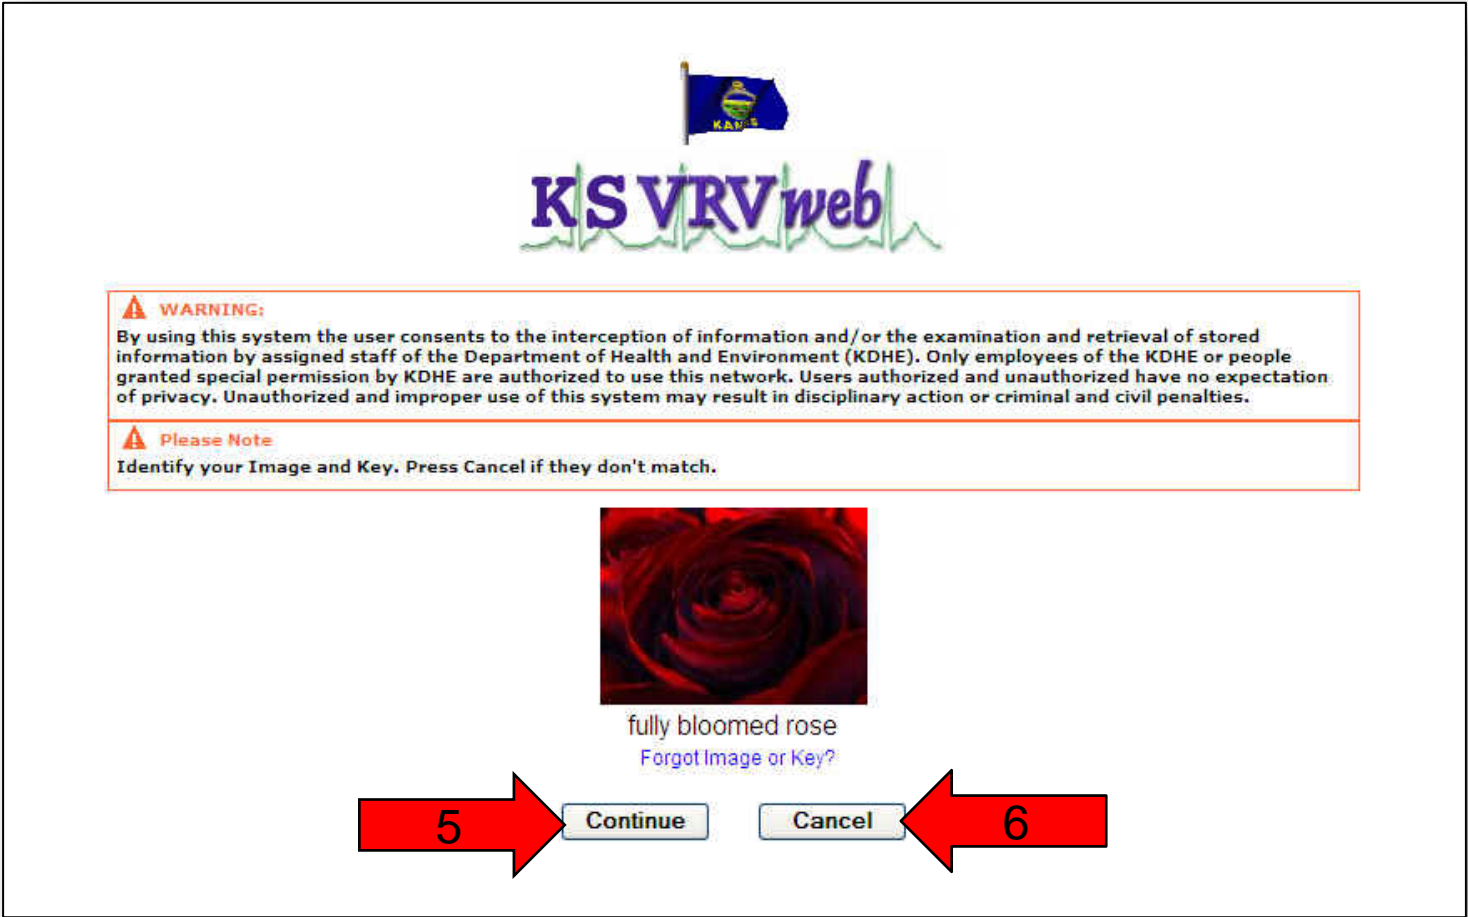 KANSAS
KS VRV web
WARNING:
By using this system the user consents to the interception of information and/or the examination and retrieval of stored
information by assigned staff of the Department of Health and Environment (KDHE). Only employees of the KDHE or people
granted special permission by KDHE are authorized to use this network. Users authorized and unauthorized have no expectation
of privacy. Unauthorized and improper use of this system may result in disciplinary action or criminal and civil penalties.
Please Note
Identify your Image and Key. Press Cancel if they don't match.
fully bloomed rose
Forgot Image or Key?
5 Continue Cancel 6